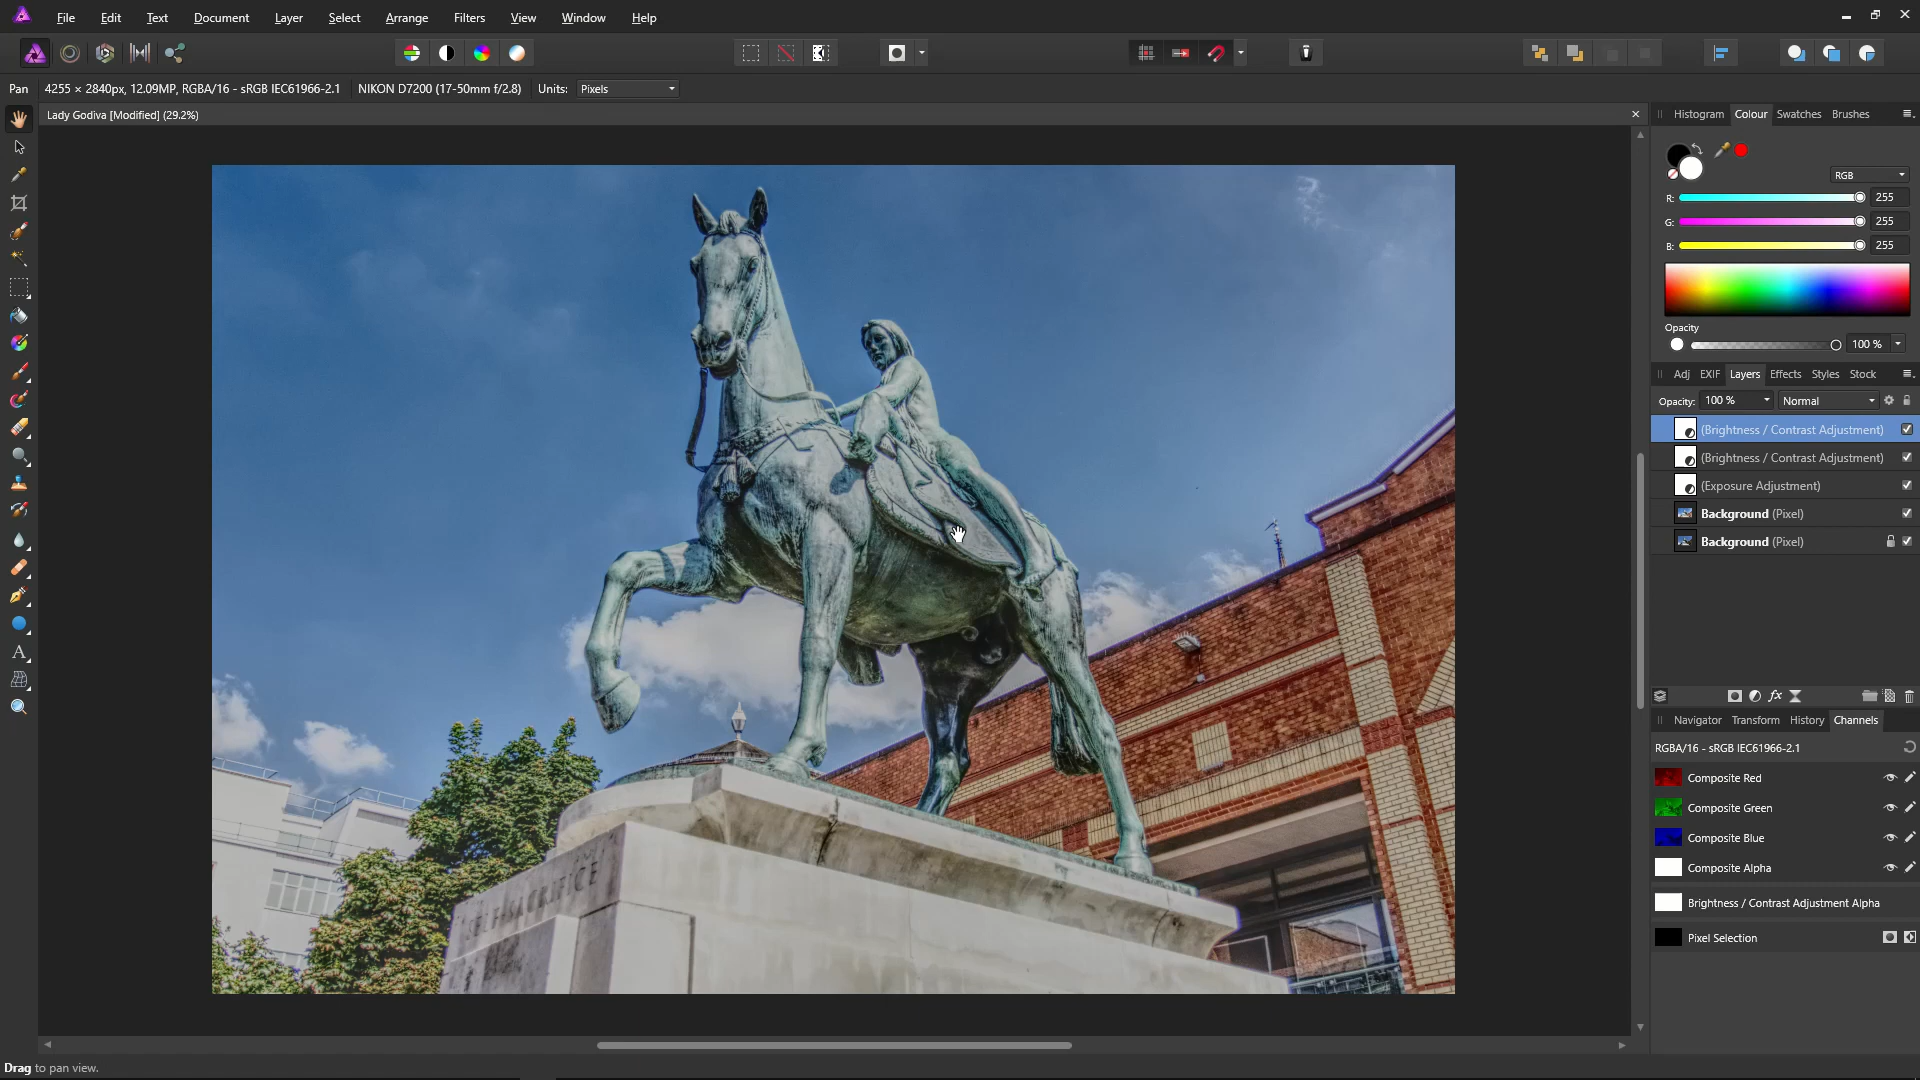 File Edit Text Document Layer Select Arrange Filters View Window Help
Pan 4255 × 2840px, 12.09MP, RGBA/16 - sRGB IEC61966-2.1 NIKON D7200 (17-50mm f/2.8) Units: Pixels
Lady Godiva [Modified] (29.2%)
Histogram Colour Swatches Brushes
RGB
R: 255
G: 255
B: 255
Opacity
100 %
Adj EXIF Layers Effects Styles Stock
Opacity: 100 % Normal
(Brightness / Contrast Adjustment)
(Brightness / Contrast Adjustment)
(Exposure Adjustment)
Background (Pixel)
Background (Pixel)
Navigator Transform History Channels
RGBA/16 - sRGB IEC61966-2.1
Composite Red
Composite Green
Composite Blue
Composite Alpha
Brightness / Contrast Adjustment Alpha
Pixel Selection
Drag to pan view.